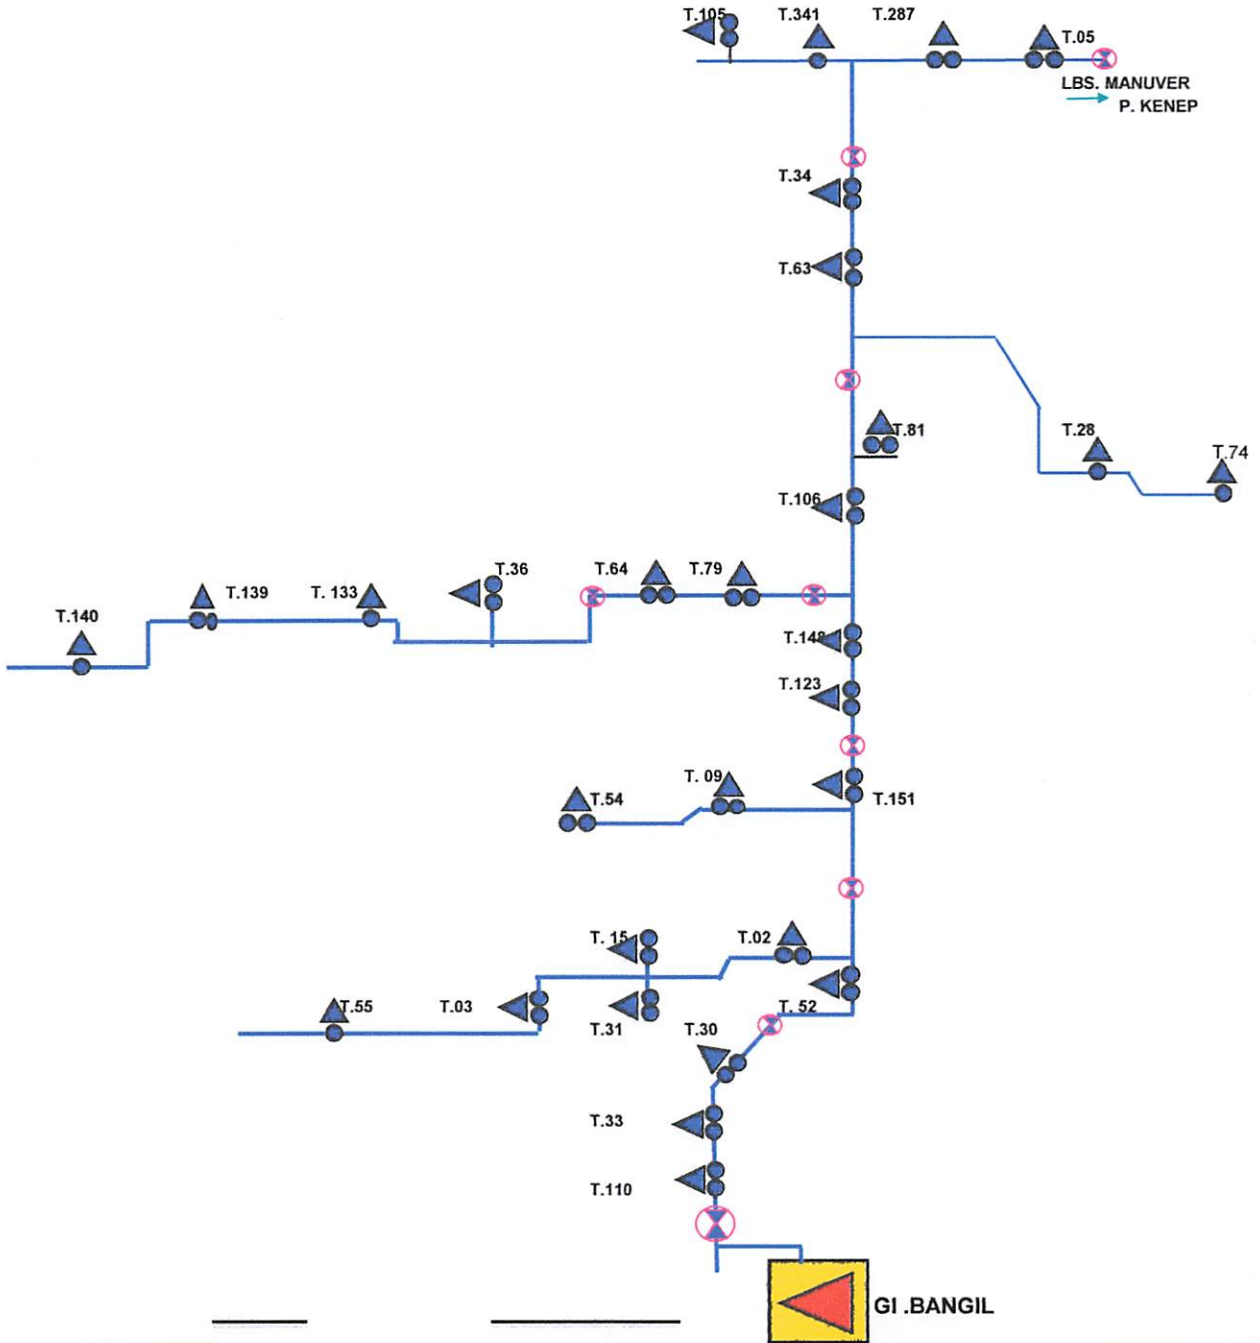 T.105
T.341
T.287
T.05
LBS. MANUVER
P. KENEP
T.34
T.63
T.81
T.28
T.74
T.106
T.36
T.64
T.79
T.139
T. 133
T.140
T.148
T.123
T. 09
T.54
T.151
T. 15
T.02
T.55
T.03
T. 52
T.31
T.30
T.33
T.110
GI .BANGIL